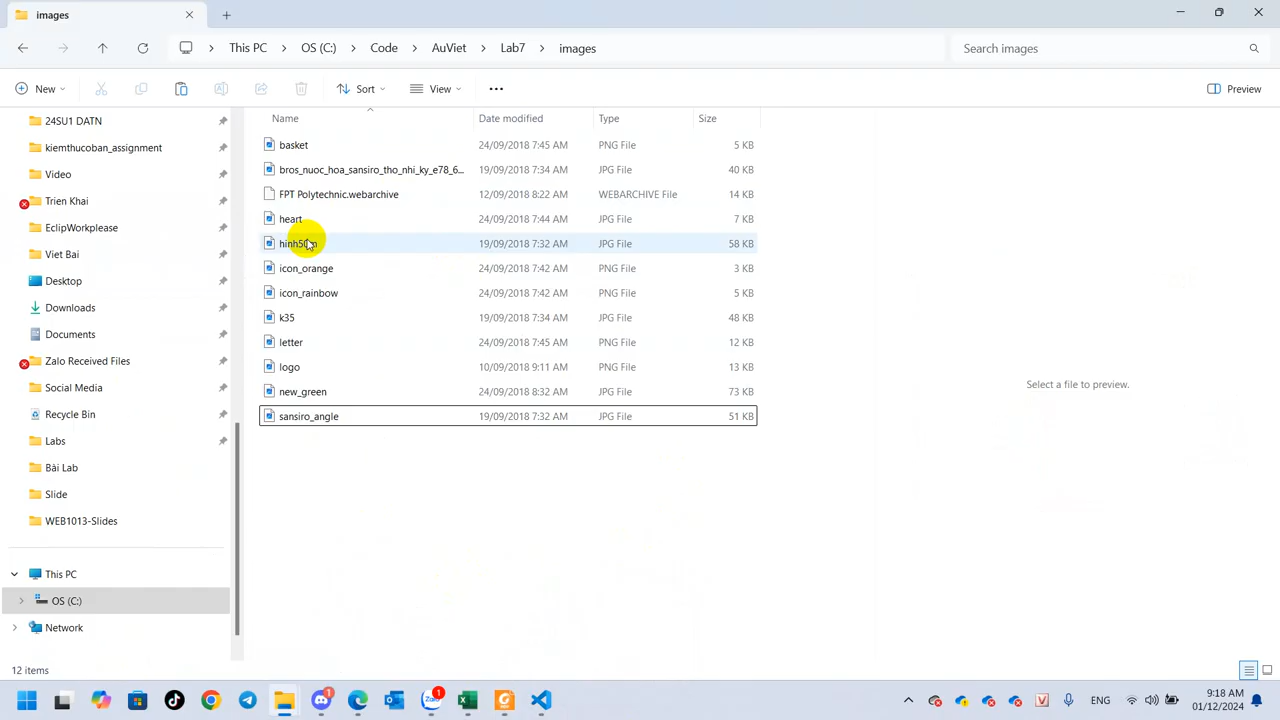 images
This PC
OS (C:)
Code
AuViet
Lab7
images
Search images
New
Sort
View
Preview
24SU1 DATN
kiemthucoban_assignment
Video
Trien Khai
EclipWorkplease
Viet Bai
Desktop
Downloads
Documents
Zalo Received Files
Social Media
Recycle Bin
Labs
Bài Lab
Slide
WEB1013-Slides
This PC
OS (C:)
Network
Name Date modified Type Size
basket 24/09/2018 7:45 AM PNG File 5 KB
bros_nuoc_hoa_sansiro_tho_nhi_ky_e78_6... 19/09/2018 7:34 AM JPG File 40 KB
FPT Polytechnic.webarchive 12/09/2018 8:22 AM WEBARCHIVE File 14 KB
heart 24/09/2018 7:44 AM JPG File 7 KB
19/09/2018 7:32 AM JPG File 58 KB
icon_orange 24/09/2018 7:42 AM PNG File 3 KB
icon_rainbow 24/09/2018 7:42 AM PNG File 5 KB
k35 19/09/2018 7:34 AM JPG File 48 KB
letter 24/09/2018 7:45 AM PNG File 12 KB
logo 10/09/2018 9:11 AM PNG File 13 KB
new_green 24/09/2018 8:32 AM PNG File 73 KB
sansiro_angle 19/09/2018 7:32 AM JPG File 51 KB
Select a file to preview.
12 items
1
Zalo
1
V
ENG
9:18 AM
01/12/2024